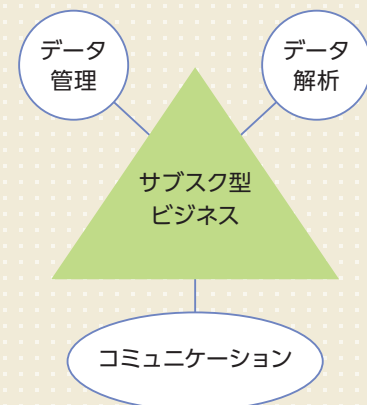 データ
管理
データ
解析
サブスク型
ビジネス
コミュニケーション